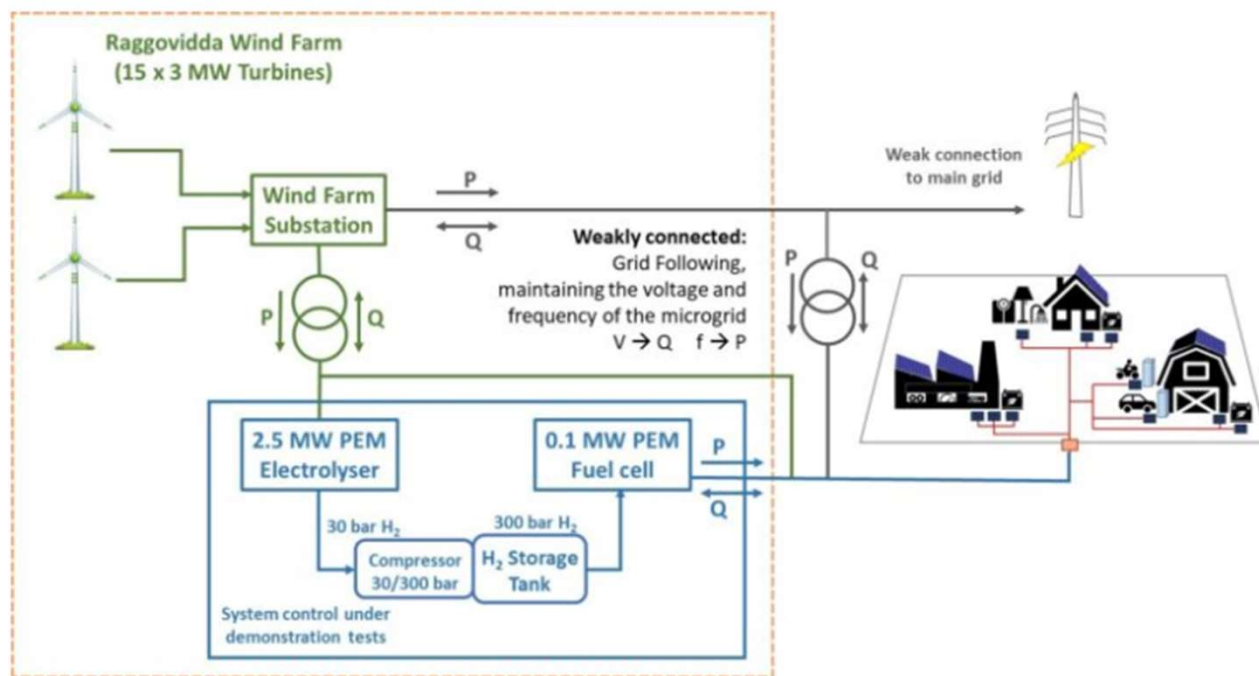 Raggovidda Wind Farm
(15 x 3 MW Turbines)
Wind Farm
Substation
P
Q
Weak connection
to main grid
Weakly connected:
Grid Following,
maintaining the voltage and
frequency of the microgrid
V → Q f → P
P
Q
P
Q
2.5 MW PEM
Electrolyser
0.1 MW PEM
Fuel cell
P
Q
30 bar H₂
300 bar H₂
Compressor
30/300 bar
H₂ Storage
Tank
System control under
demonstration tests